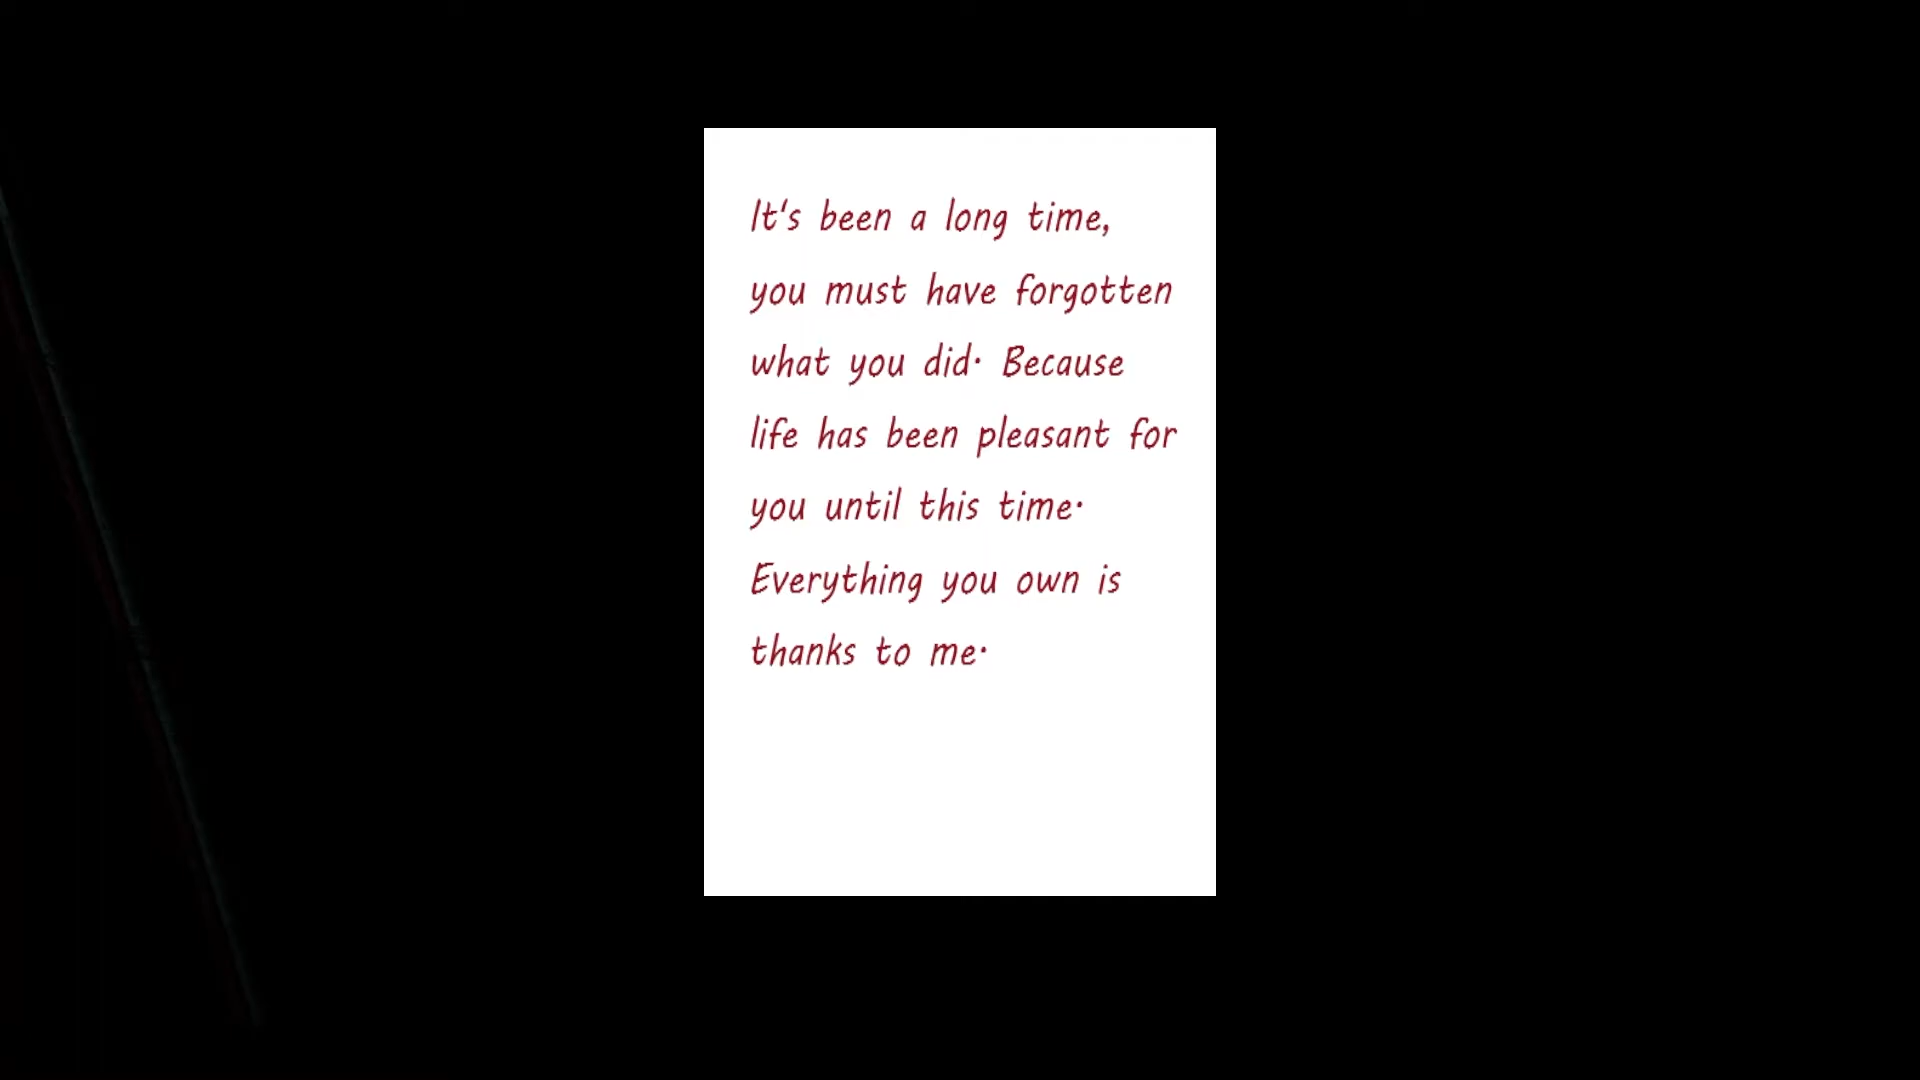 It's been a long time,
you must have forgotten
what you did. Because
life has been pleasant for
you until this time.
Everything you own is
thanks to me.